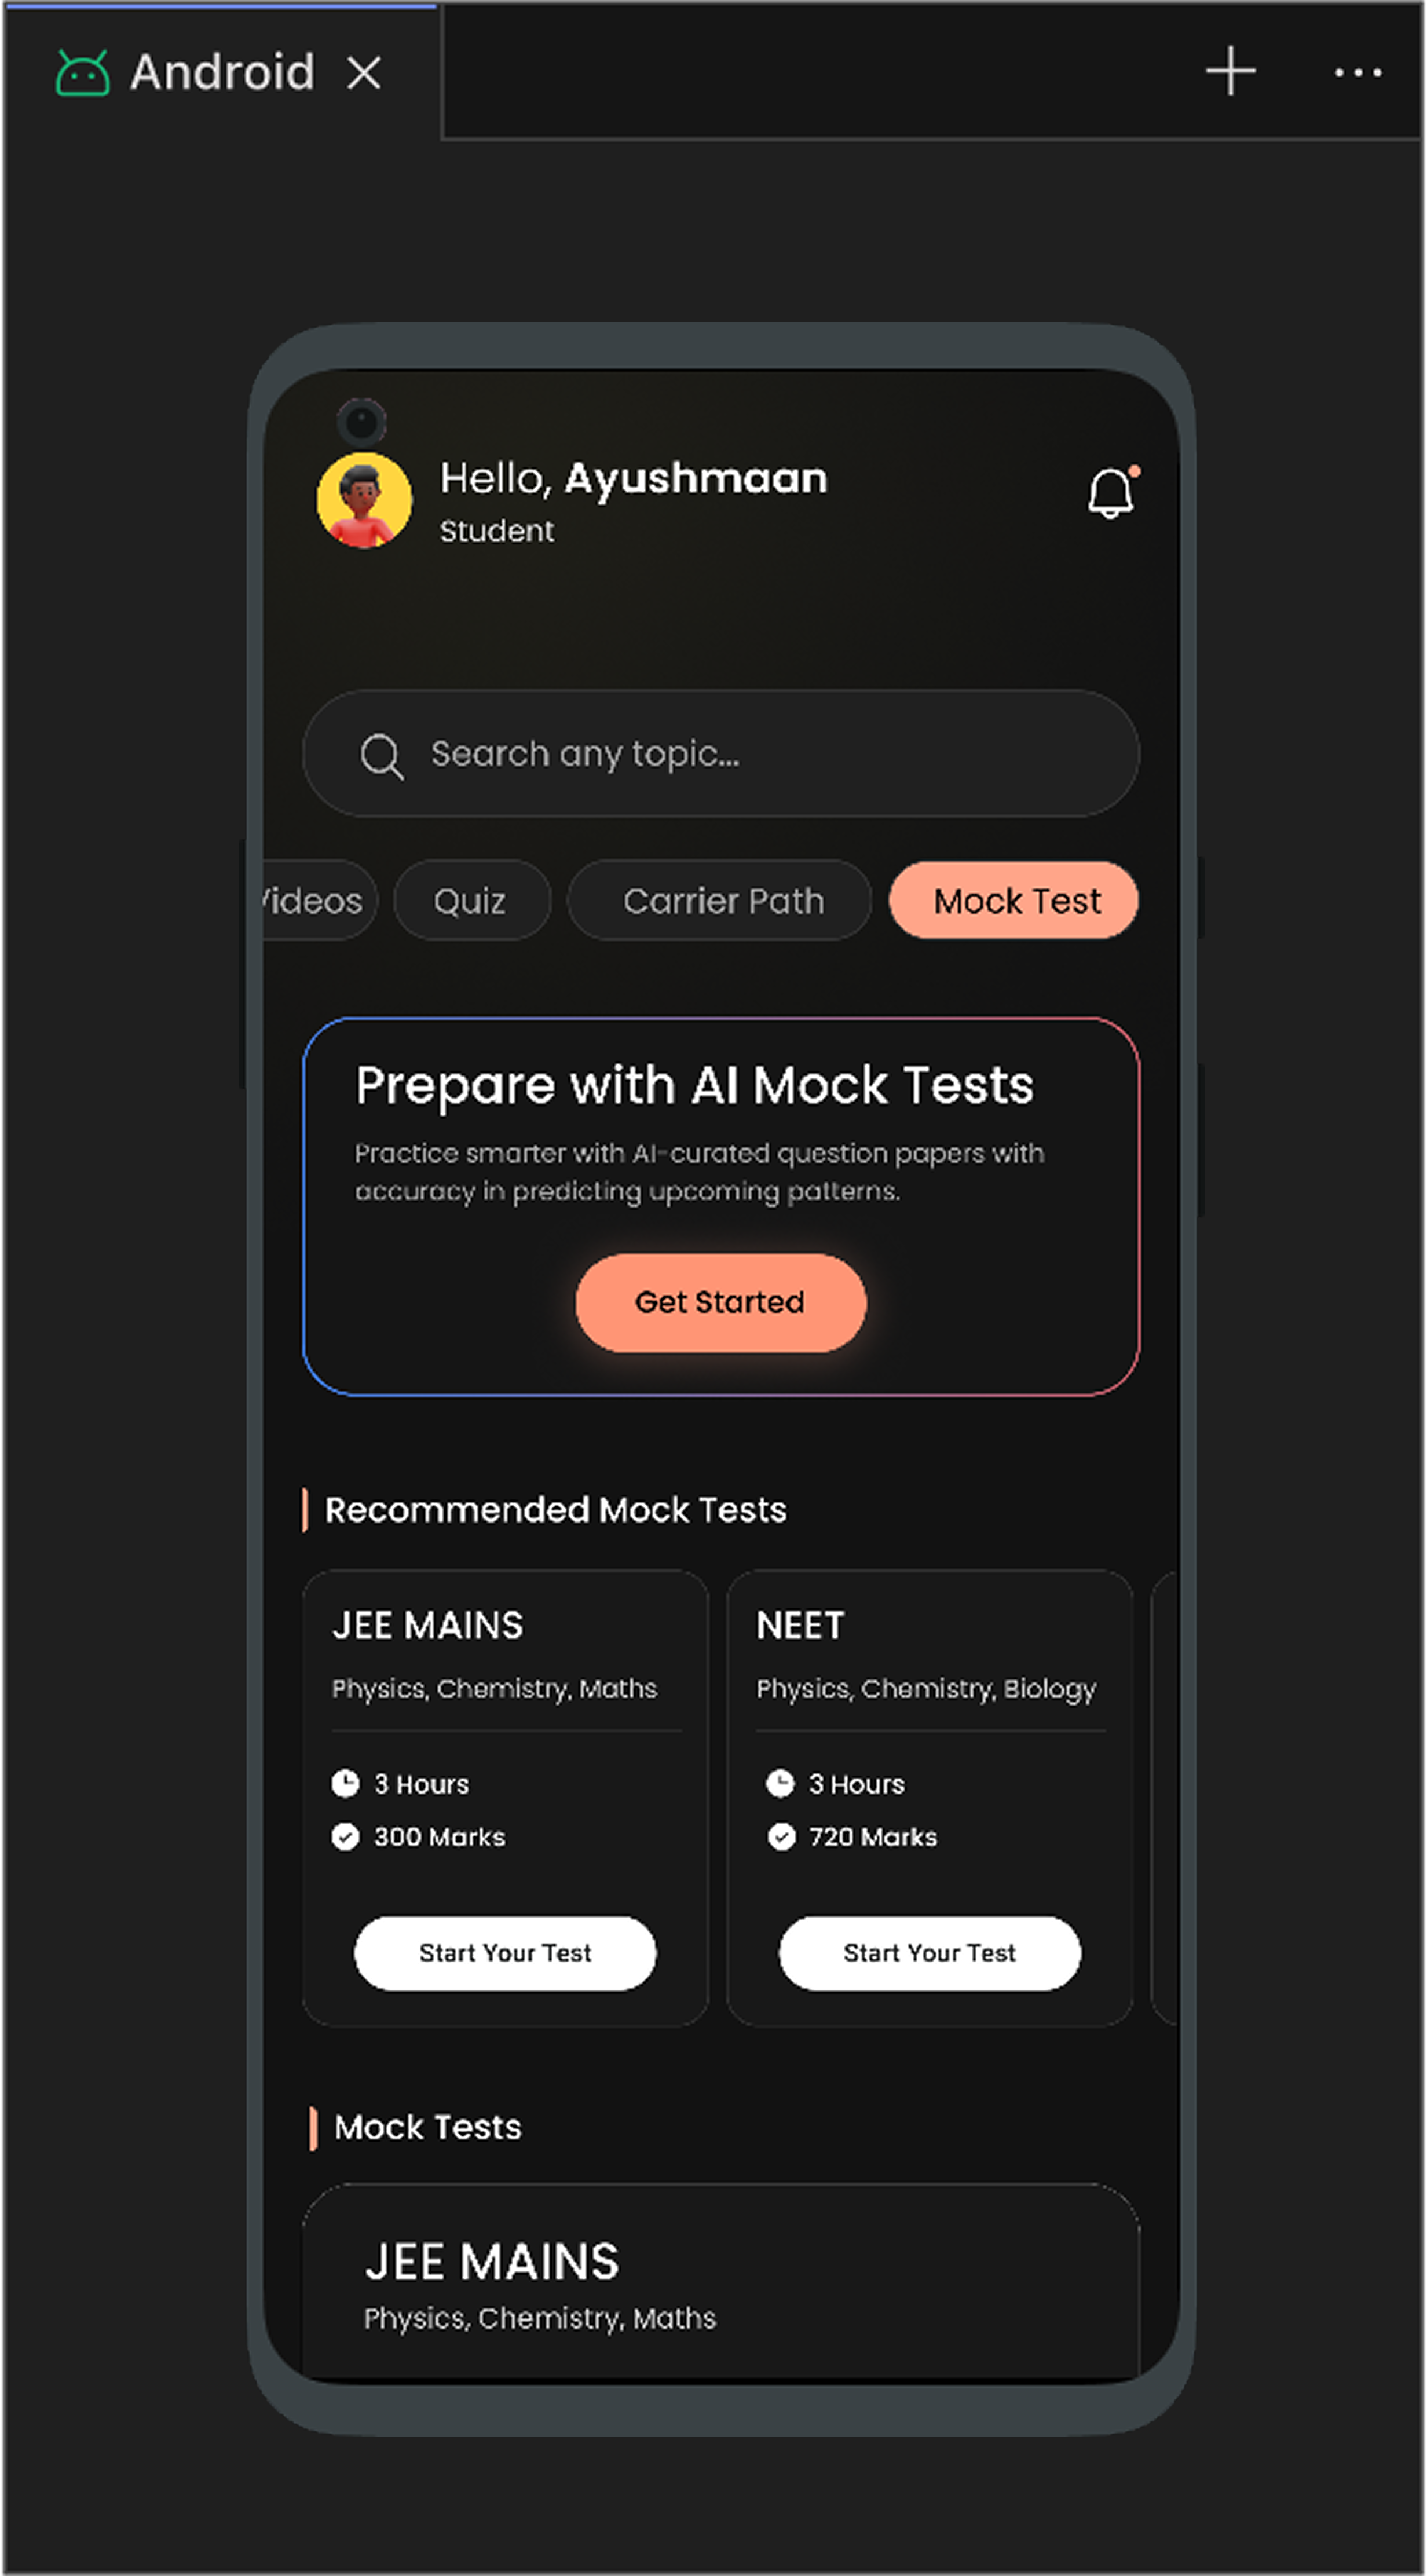 Android
Hello, Ayushmaan
Student
Search any topic...
Videos Quiz Carrier Path Mock Test
Prepare with AI Mock Tests
Practice smarter with AI-curated question papers with
accuracy in predicting upcoming patterns.
Get Started
Recommended Mock Tests
JEE MAINS
Physics, Chemistry, Maths
3 Hours
300 Marks
Start Your Test
NEET
Physics, Chemistry, Biology
3 Hours
720 Marks
Start Your Test
Mock Tests
JEE MAINS
Physics, Chemistry, Maths